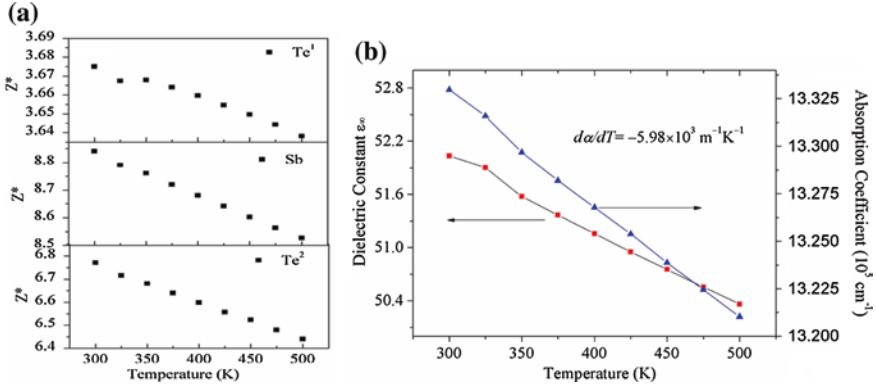 (a)
3.69
3.68
3.67
3.66
3.65
3.64
Z*
Te¹
8.8
8.7
8.6
8.5
Z*
Sb
6.8
6.7
6.6
6.5
6.4
Z*
Te²
300 350 400 450 500
Temperature (K)
(b)
52.8
52.2
51.6
51.0
50.4
Dielectric Constant ε∞
dα/dT= −5.98×10³ m⁻¹K⁻¹
13.325
13.300
13.275
13.250
13.225
13.200
Absorption Coefficient (10⁵ cm⁻¹)
300 350 400 450 500
Temperature (K)